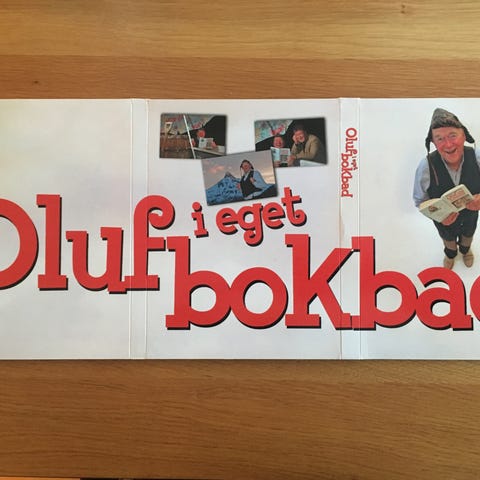 Oluf
i eget
bokbad
Oluf i eget
bokbad